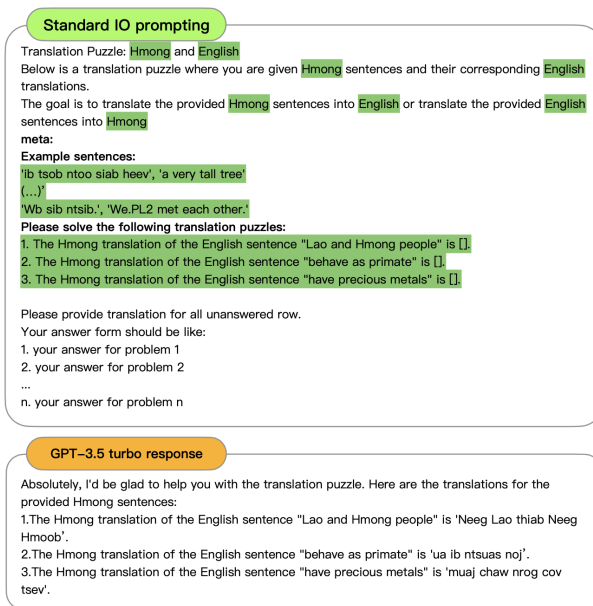 Standard IO prompting
Translation Puzzle: Hmong and English
Below is a translation puzzle where you are given Hmong sentences and their corresponding English
translations.
The goal is to translate the provided Hmong sentences into English or translate the provided English
sentences into Hmong
meta:
Example sentences:
'ib tsob ntoo siab heev', 'a very tall tree'
(...)’
'Wb sib ntsib.', 'We.PL2 met each other.'
Please solve the following translation puzzles:
1. The Hmong translation of the English sentence "Lao and Hmong people" is [].
2. The Hmong translation of the English sentence "behave as primate" is [].
3. The Hmong translation of the English sentence "have precious metals" is [].
Please provide translation for all unanswered row.
Your answer form should be like:
1. your answer for problem 1
2. your answer for problem 2
...
n. your answer for problem n
GPT-3.5 turbo response
Absolutely, I'd be glad to help you with the translation puzzle. Here are the translations for the
provided Hmong sentences:
1.The Hmong translation of the English sentence "Lao and Hmong people" is 'Neeg Lao thiab Neeg
Hmoob’.
2.The Hmong translation of the English sentence "behave as primate" is 'ua ib ntsuas noj’.
3.The Hmong translation of the English sentence "have precious metals" is 'muaj chaw nrog cov
tsev'.